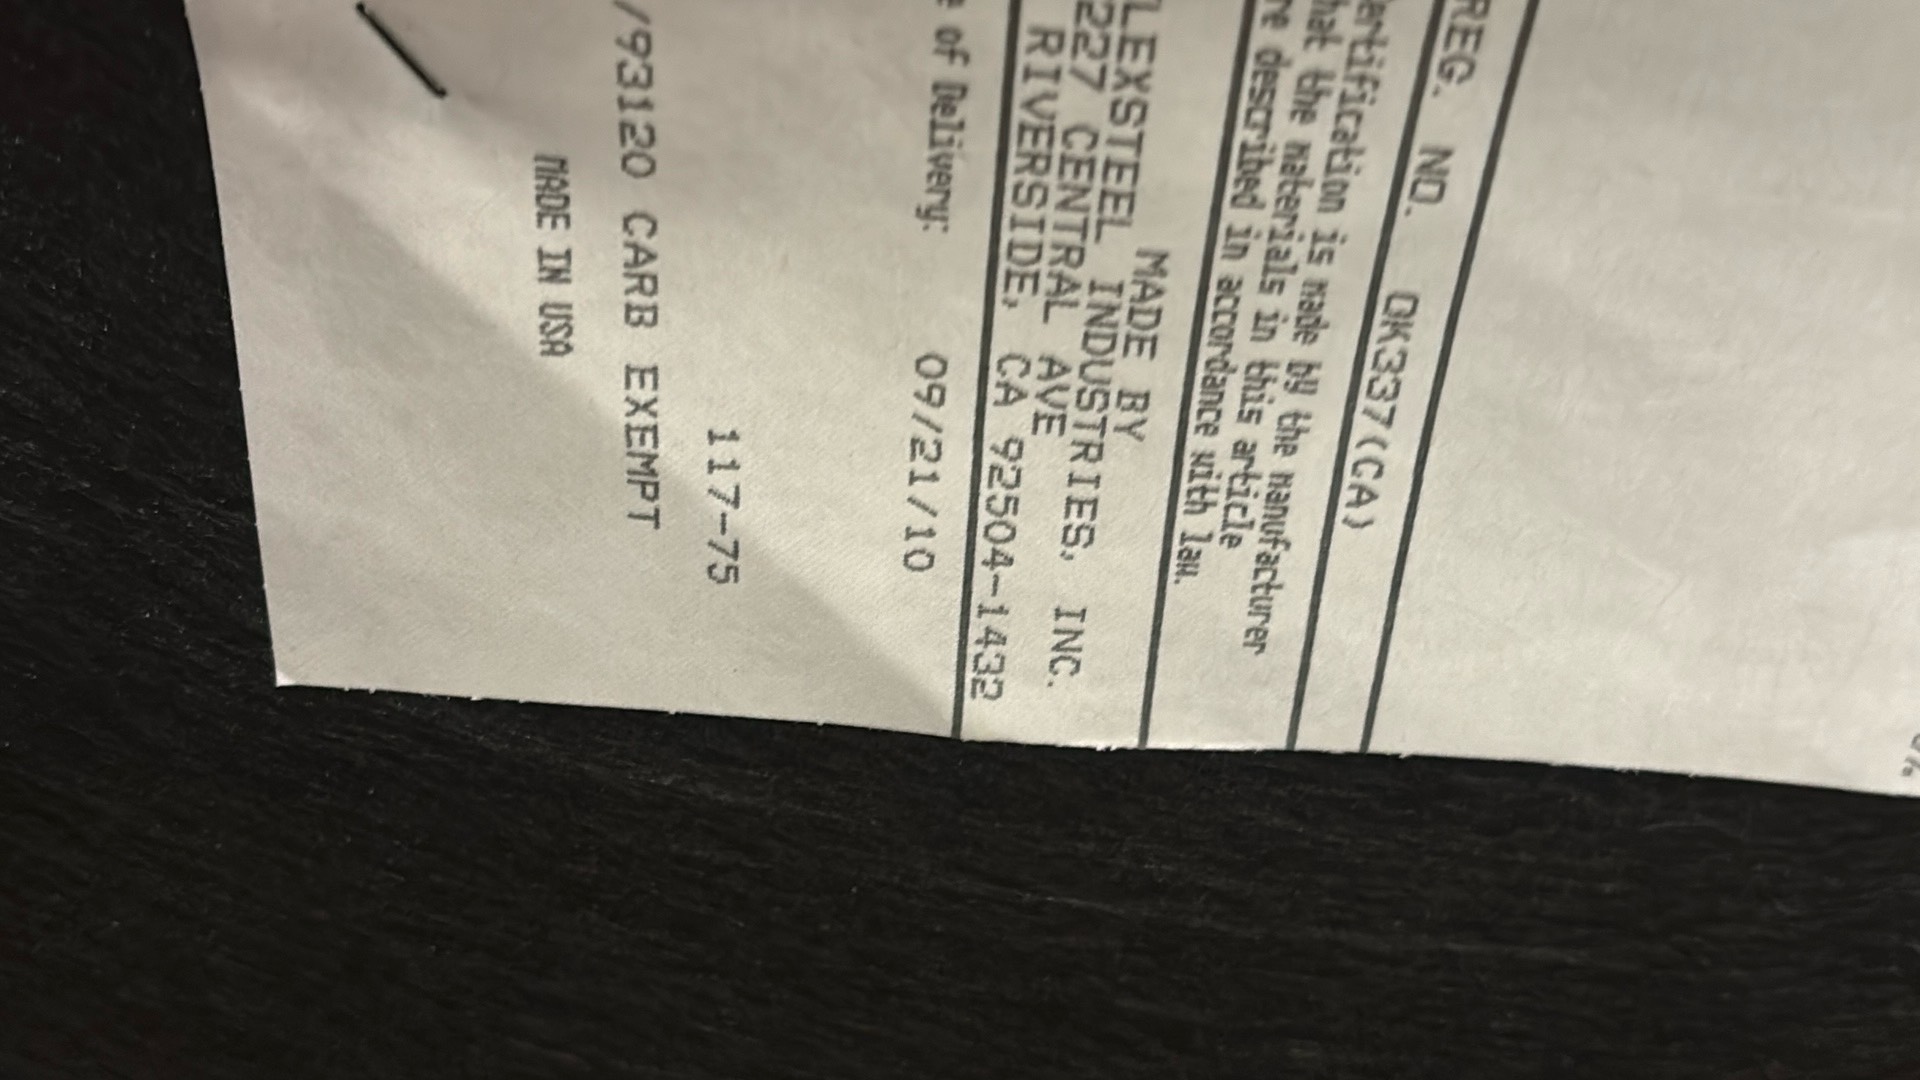 REG. NO. OK337(CA)
ertification is made by the manufacturer
hat the materials in this article
re described in accordance with law.
MADE BY
LEXSTEEL INDUSTRIES, INC.
227 CENTRAL AVE
RIVERSIDE, CA 92504-1432
e of Delivery: 09/21/10
117-75
/93120 CARB EXEMPT
MADE IN USA